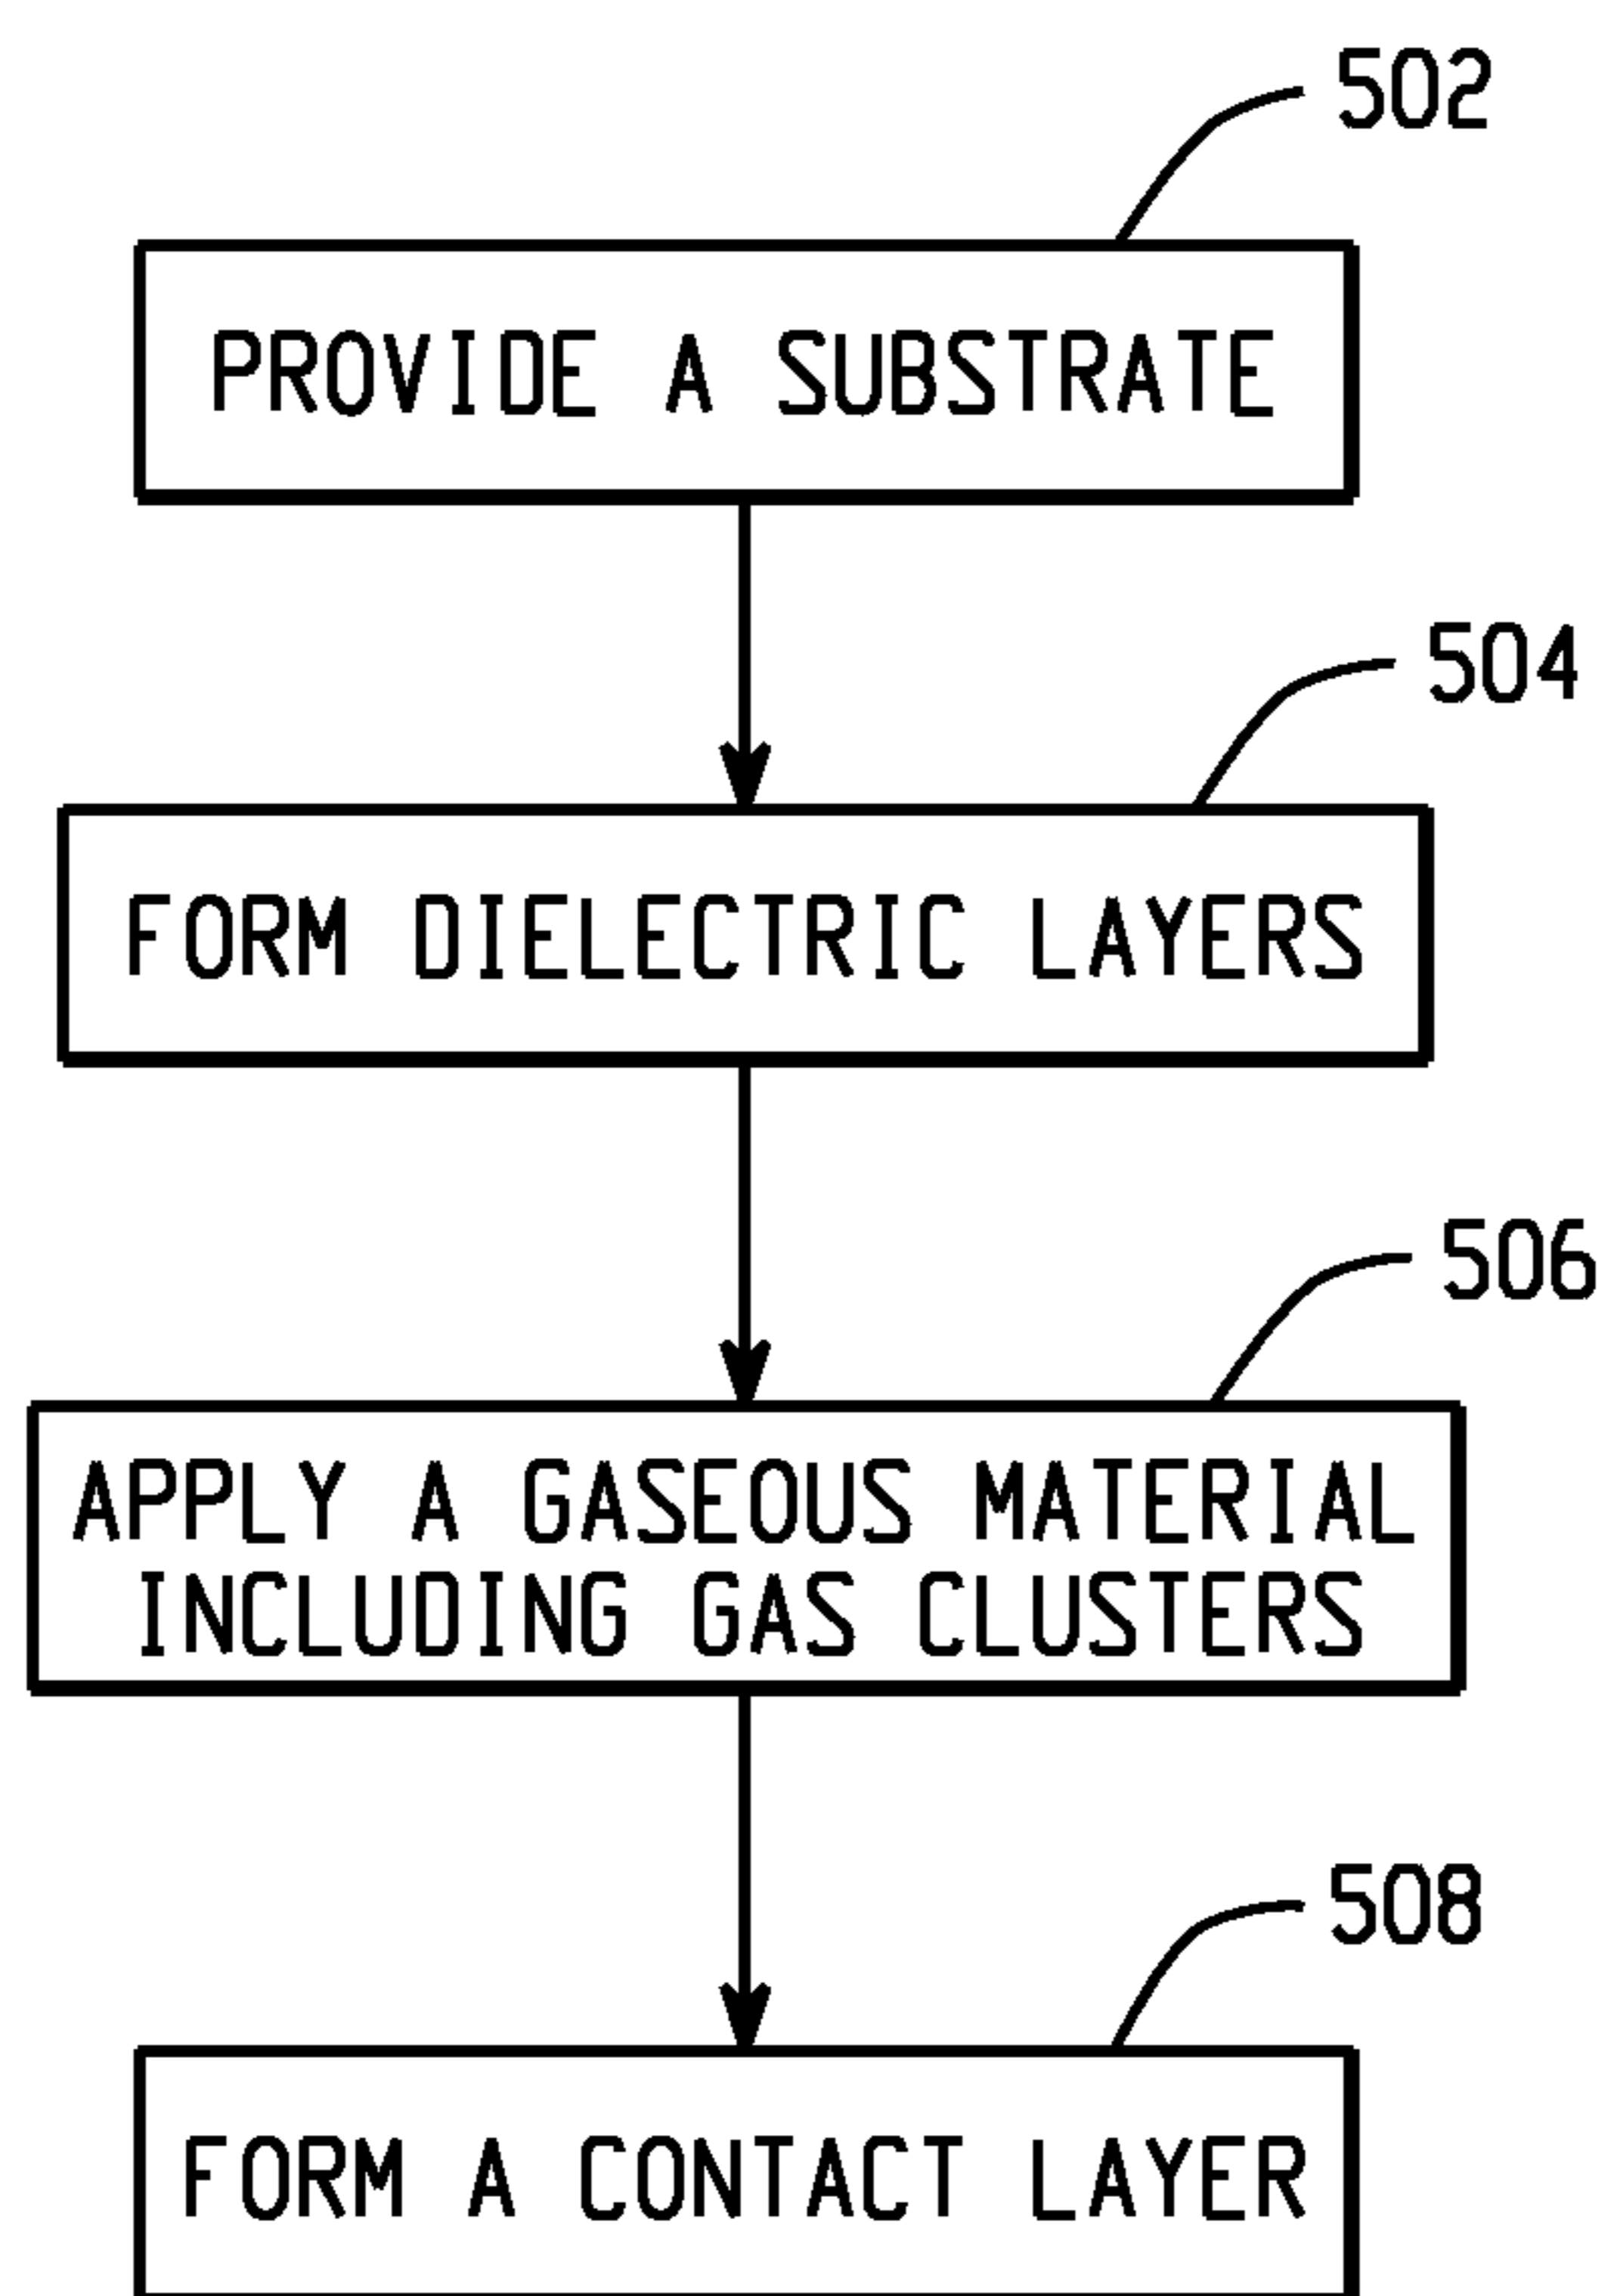 502
PROVIDE A SUBSTRATE
504
FORM DIELECTRIC LAYERS
506
APPLY A GASEOUS MATERIAL
INCLUDING GAS CLUSTERS
508
FORM A CONTACT LAYER